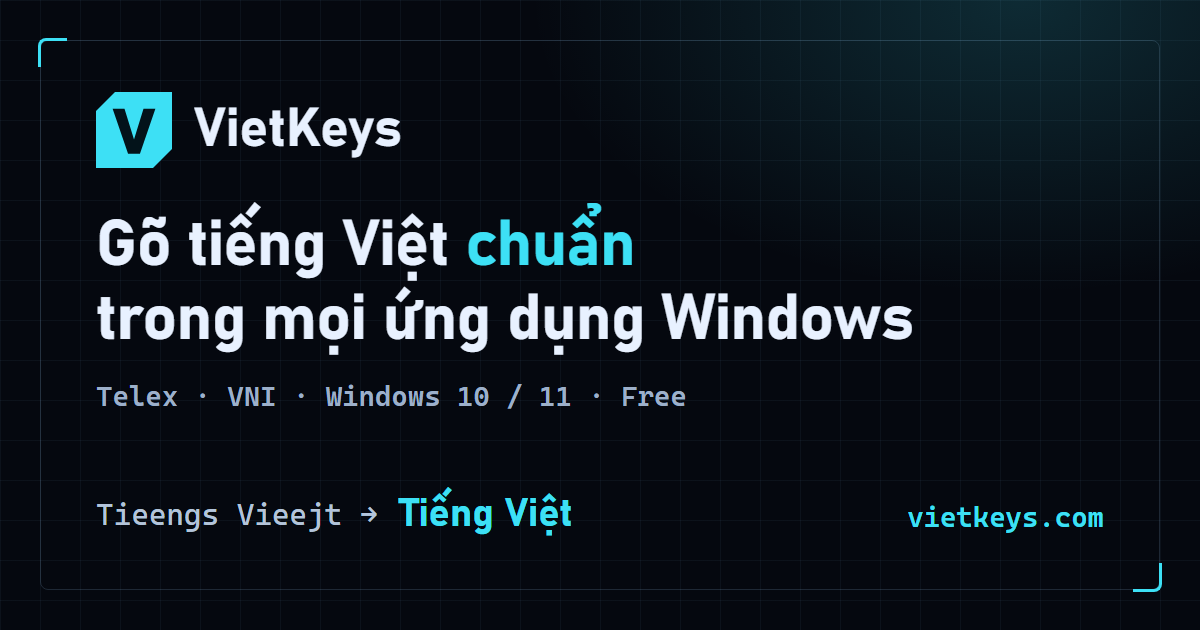 V VietKeys
Gõ tiếng Việt chuẩn
trong mọi ứng dụng Windows
Telex · VNI · Windows 10 / 11 · Free
Tieengs Vieejt → Tiếng Việt
vietkeys.com